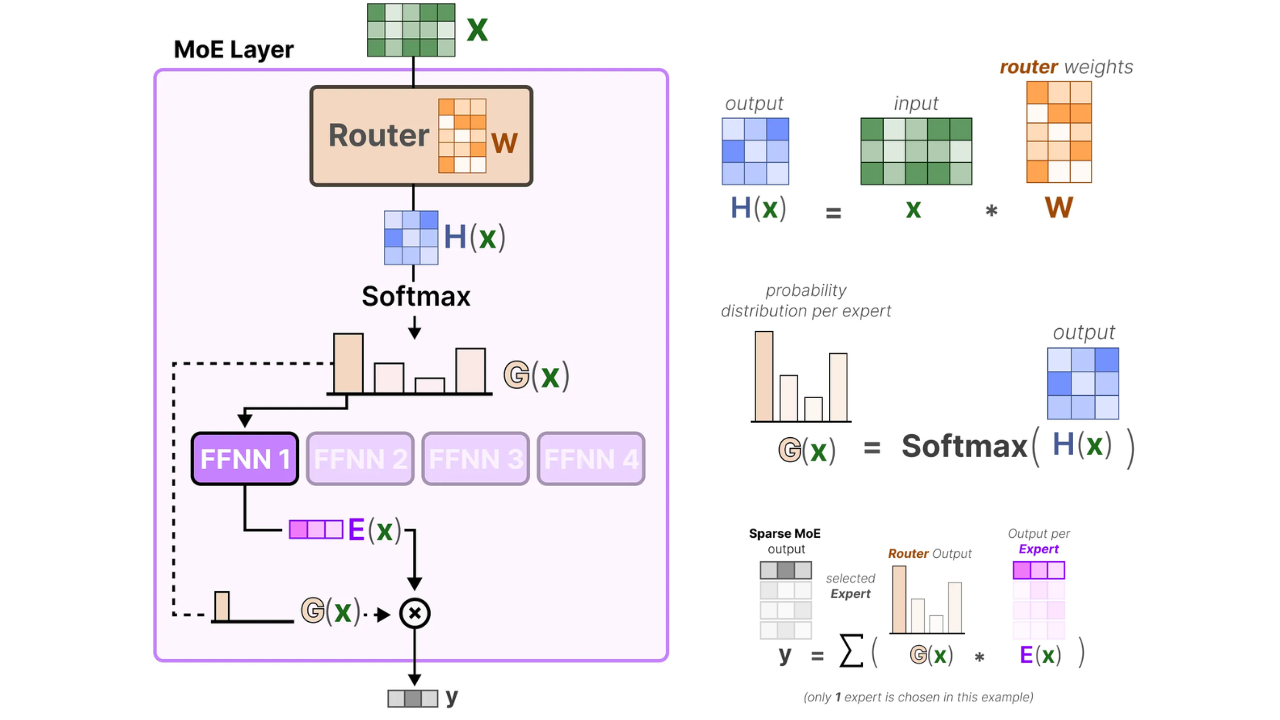 MoE Layer
X
Router
W
H(x)
Softmax
G(x)
FFNN 1
FFNN 2
FFNN 3
FFNN 4
E(x)
G(x)
×
y
output
input
router weights
H(x) = x * W
probability
distribution per expert
output
G(x) = Softmax( H(x) )
Sparse MoE
output
selected
Expert
Router Output
Output per
Expert
y = ∑( G(x) * E(x) )
(only 1 expert is chosen in this example)